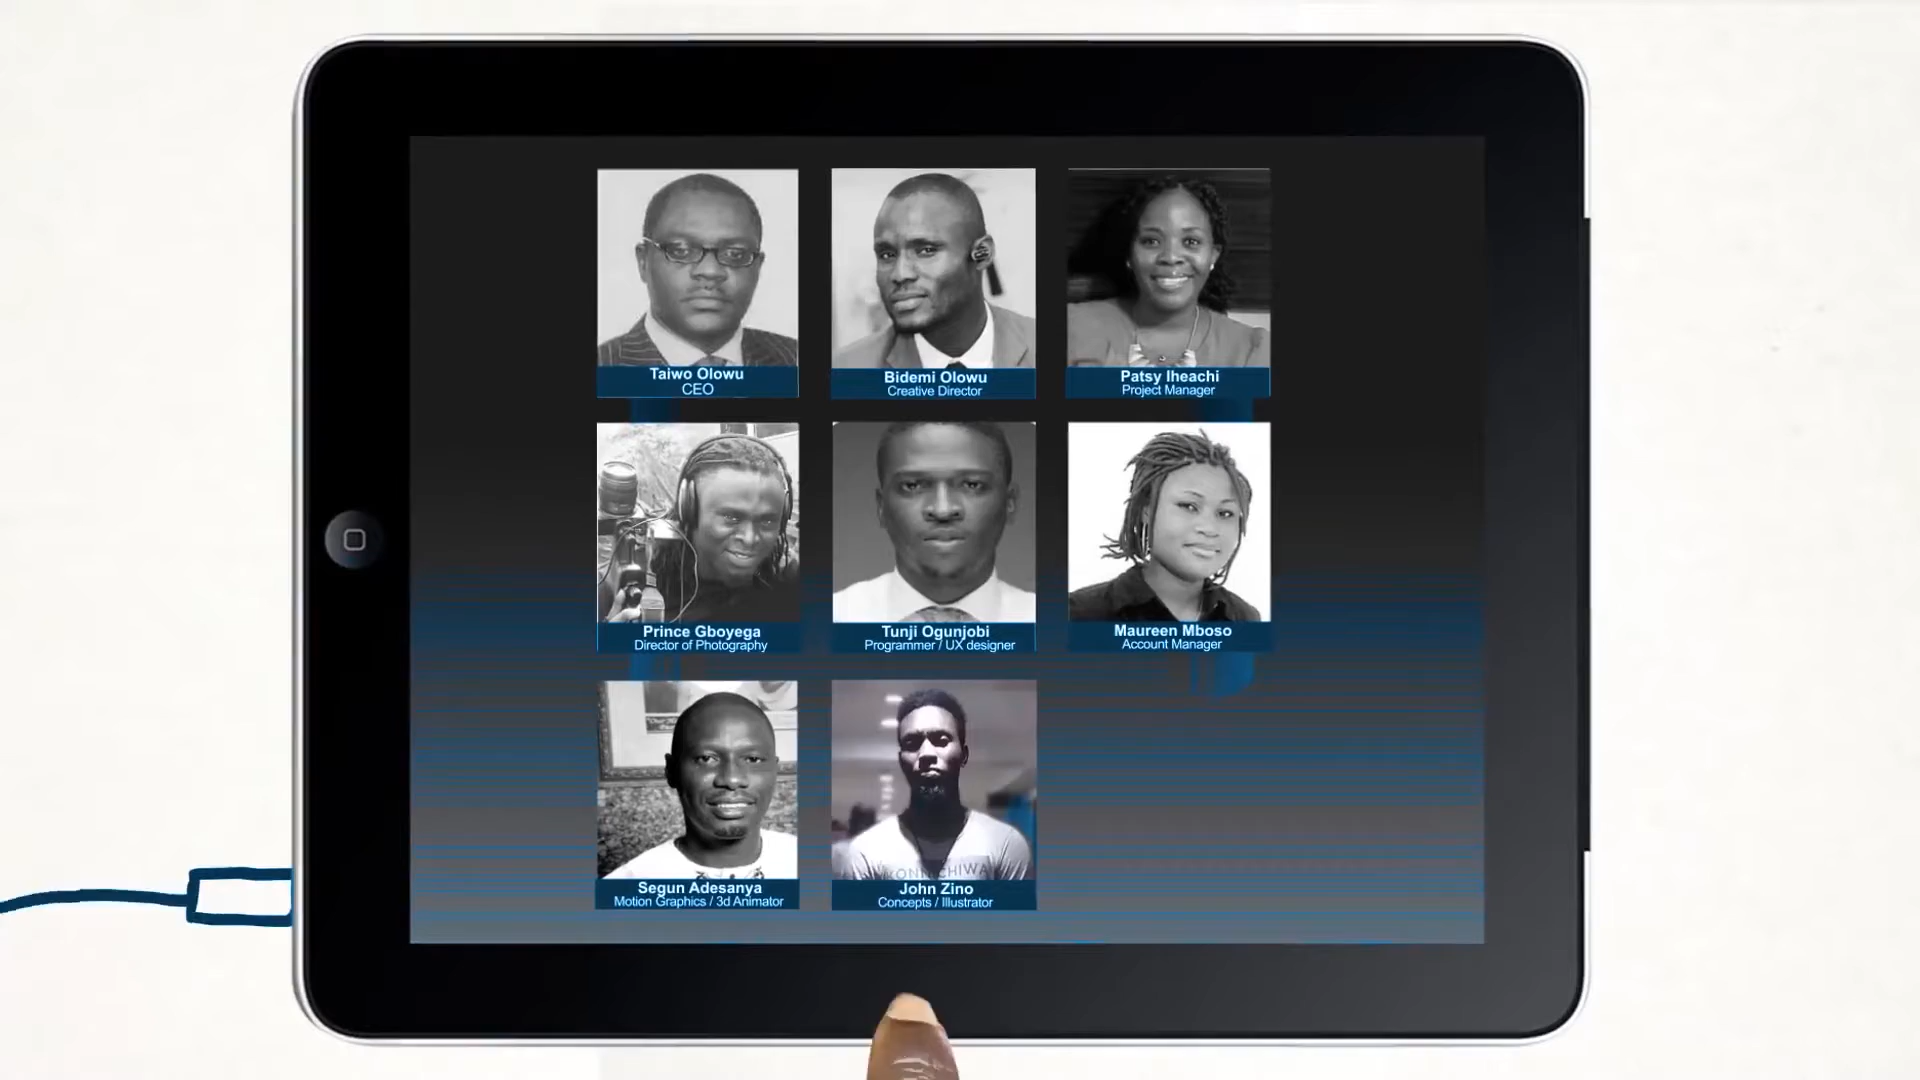 Taiwo Olowu
CEO
Bidemi Olowu
Creative Director
Patsy Iheachi
Project Manager
Prince Gboyega
Director of Photography
Tunji Ogunjobi
Programmer / UX designer
Maureen Mboso
Account Manager
Segun Adesanya
Motion Graphics / 3d Animator
John Zino
Concepts / Illustrator